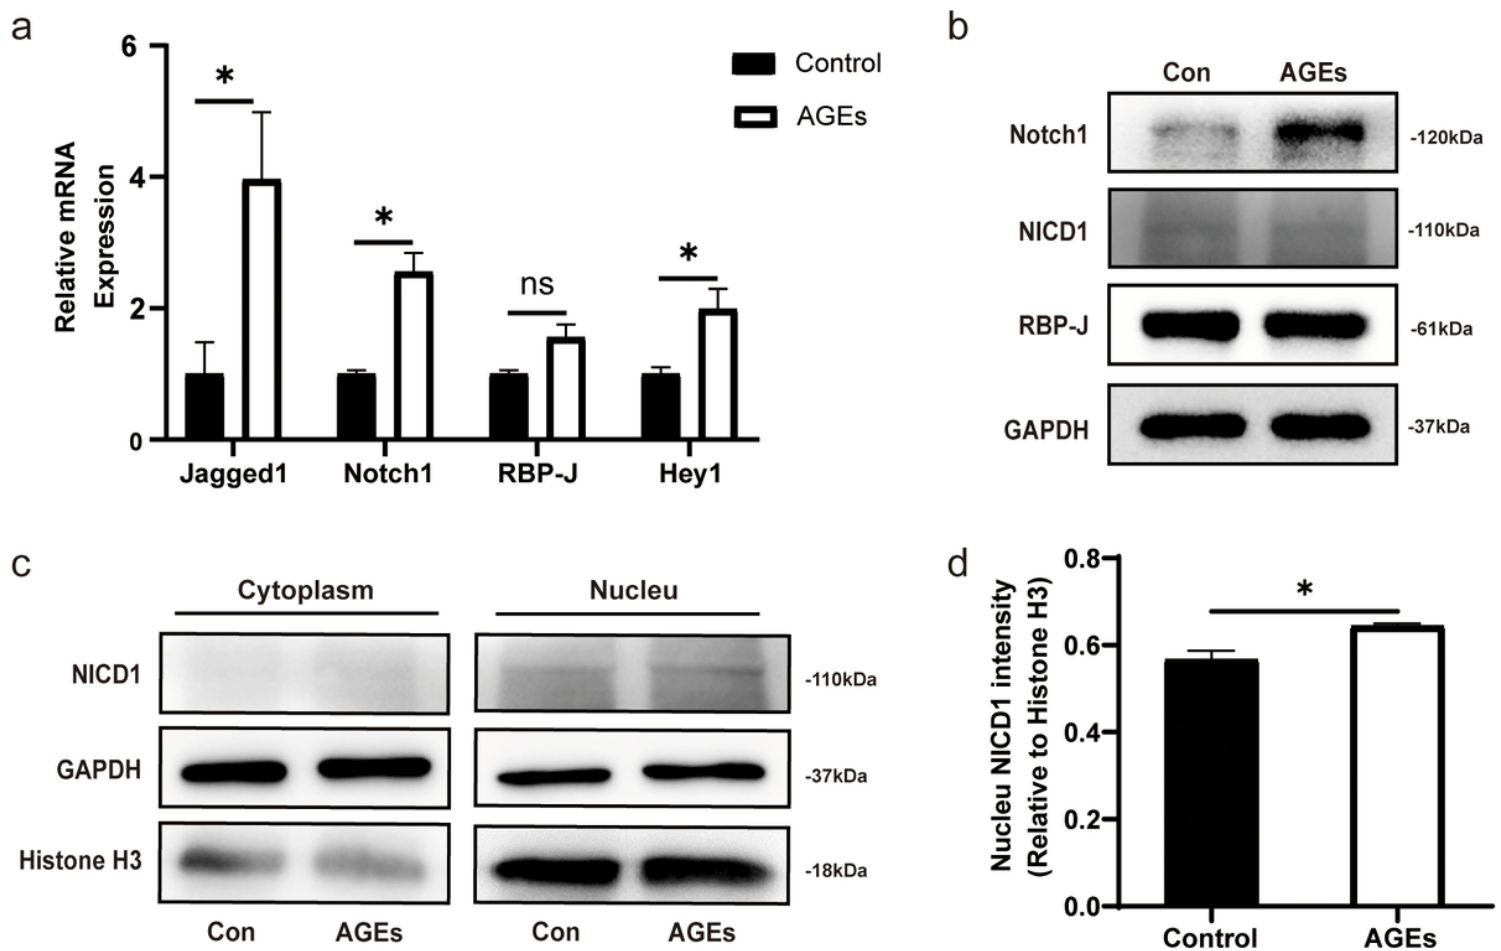 a
6
4
2
0
Relative mRNA
Expression
*
*
ns
*
Control
AGEs
Jagged1 Notch1 RBP-J Hey1
b
Con AGEs
Notch1 -120kDa
NICD1 -110kDa
RBP-J -61kDa
GAPDH -37kDa
c
Cytoplasm Nucleu
NICD1 -110kDa
GAPDH -37kDa
Histone H3 -18kDa
Con AGEs Con AGEs
d
Nucleu NICD1 intensity
(Relative to Histone H3)
0.8
0.6
0.4
0.2
0.0
*
Control AGEs